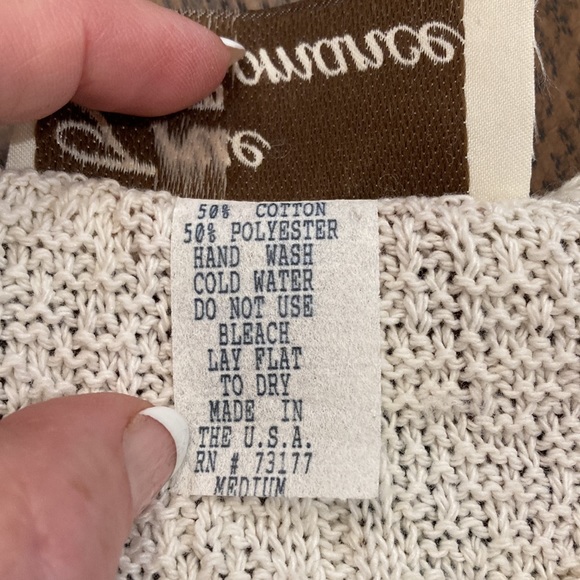 omance
50% COTTON
50% POLYESTER
HAND WASH
COLD WATER
DO NOT USE
BLEACH
LAY FLAT
TO DRY
MADE IN
THE U.S.A.
RN # 73177
MEDIUM